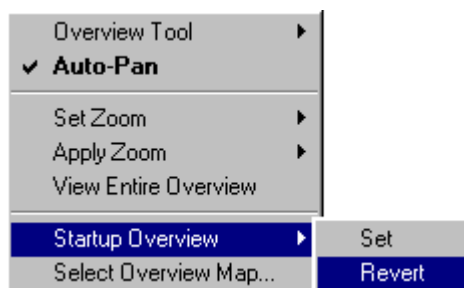 Overview Tool
Auto-Pan
Set Zoom
Apply Zoom
View Entire Overview
Startup Overview
Set
Select Overview Map...
Revert